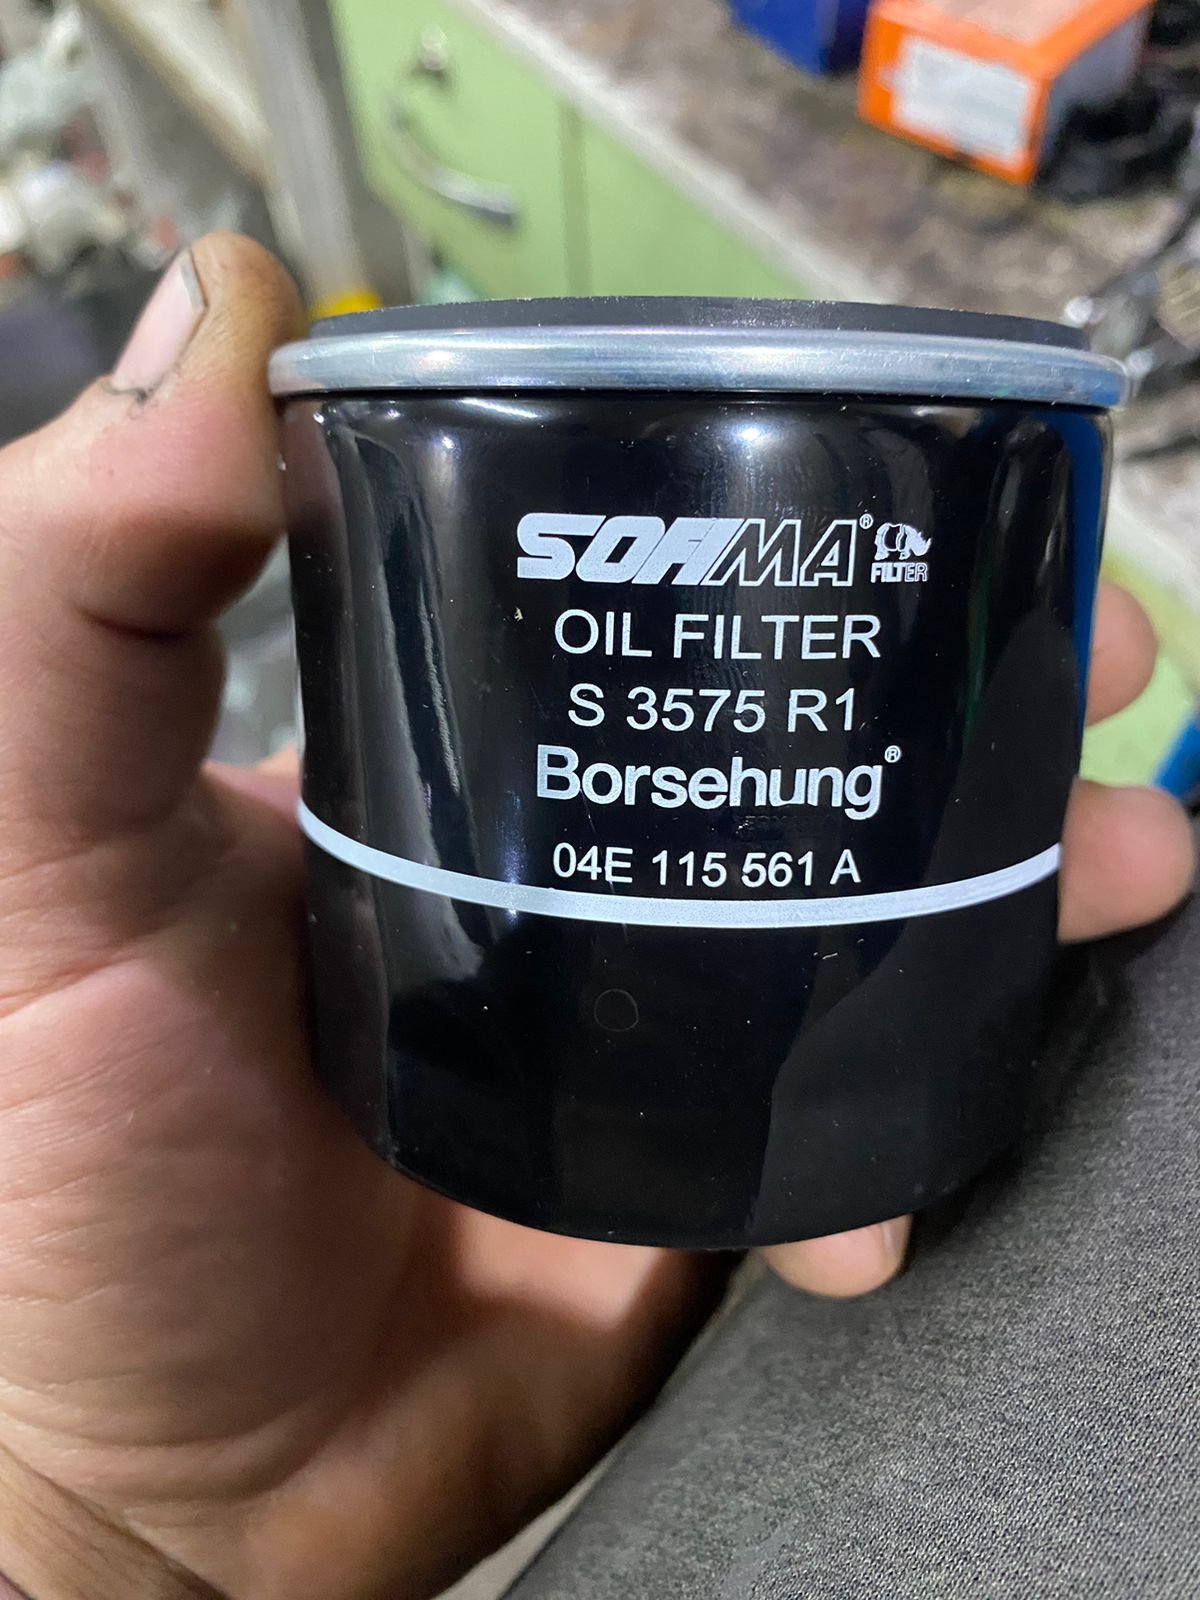 SOFIMA®
FILTER
OIL FILTER
S 3575 R1
Borsehung®
04E 115 561 A